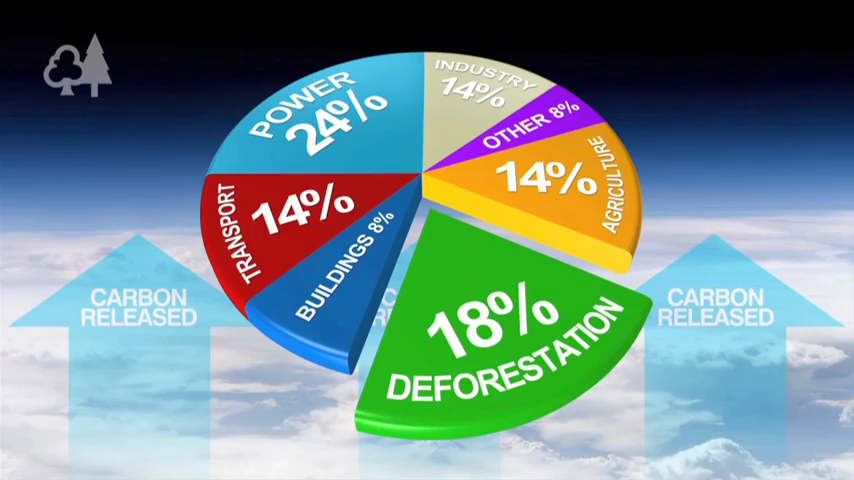 INDUSTRY
14%
OTHER 8%
14%
AGRICULTURE
18%
DEFORESTATION
BUILDINGS 8%
TRANSPORT
14%
POWER
24%
CARBON
RELEASED
CARBON
RELEASED